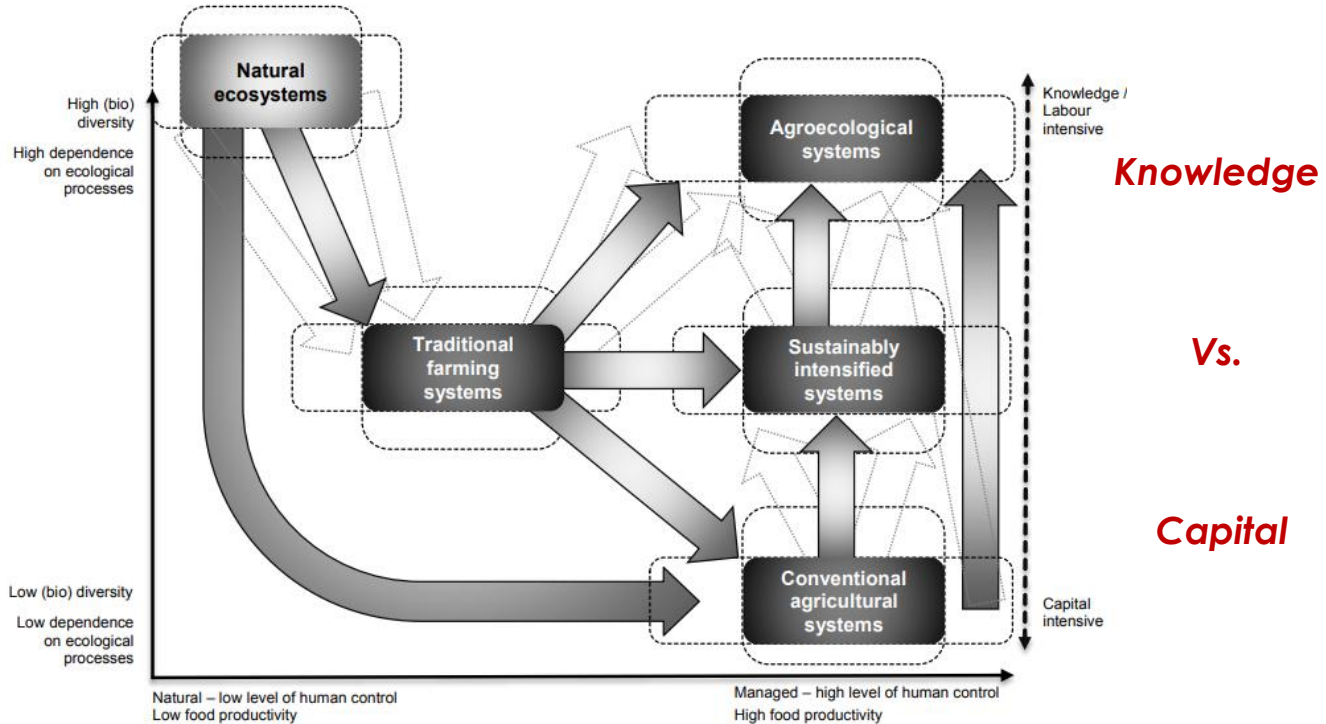 Natural
ecosystems
High (bio)
diversity
High dependence
on ecological
processes
Agroecological
systems
Knowledge /
Labour
intensive
Knowledge
Traditional
farming
systems
Sustainably
intensified
systems
Vs.
Capital
Conventional
agricultural
systems
Low (bio) diversity
Low dependence
on ecological
processes
Capital
intensive
Natural – low level of human control
Low food productivity
Managed – high level of human control
High food productivity